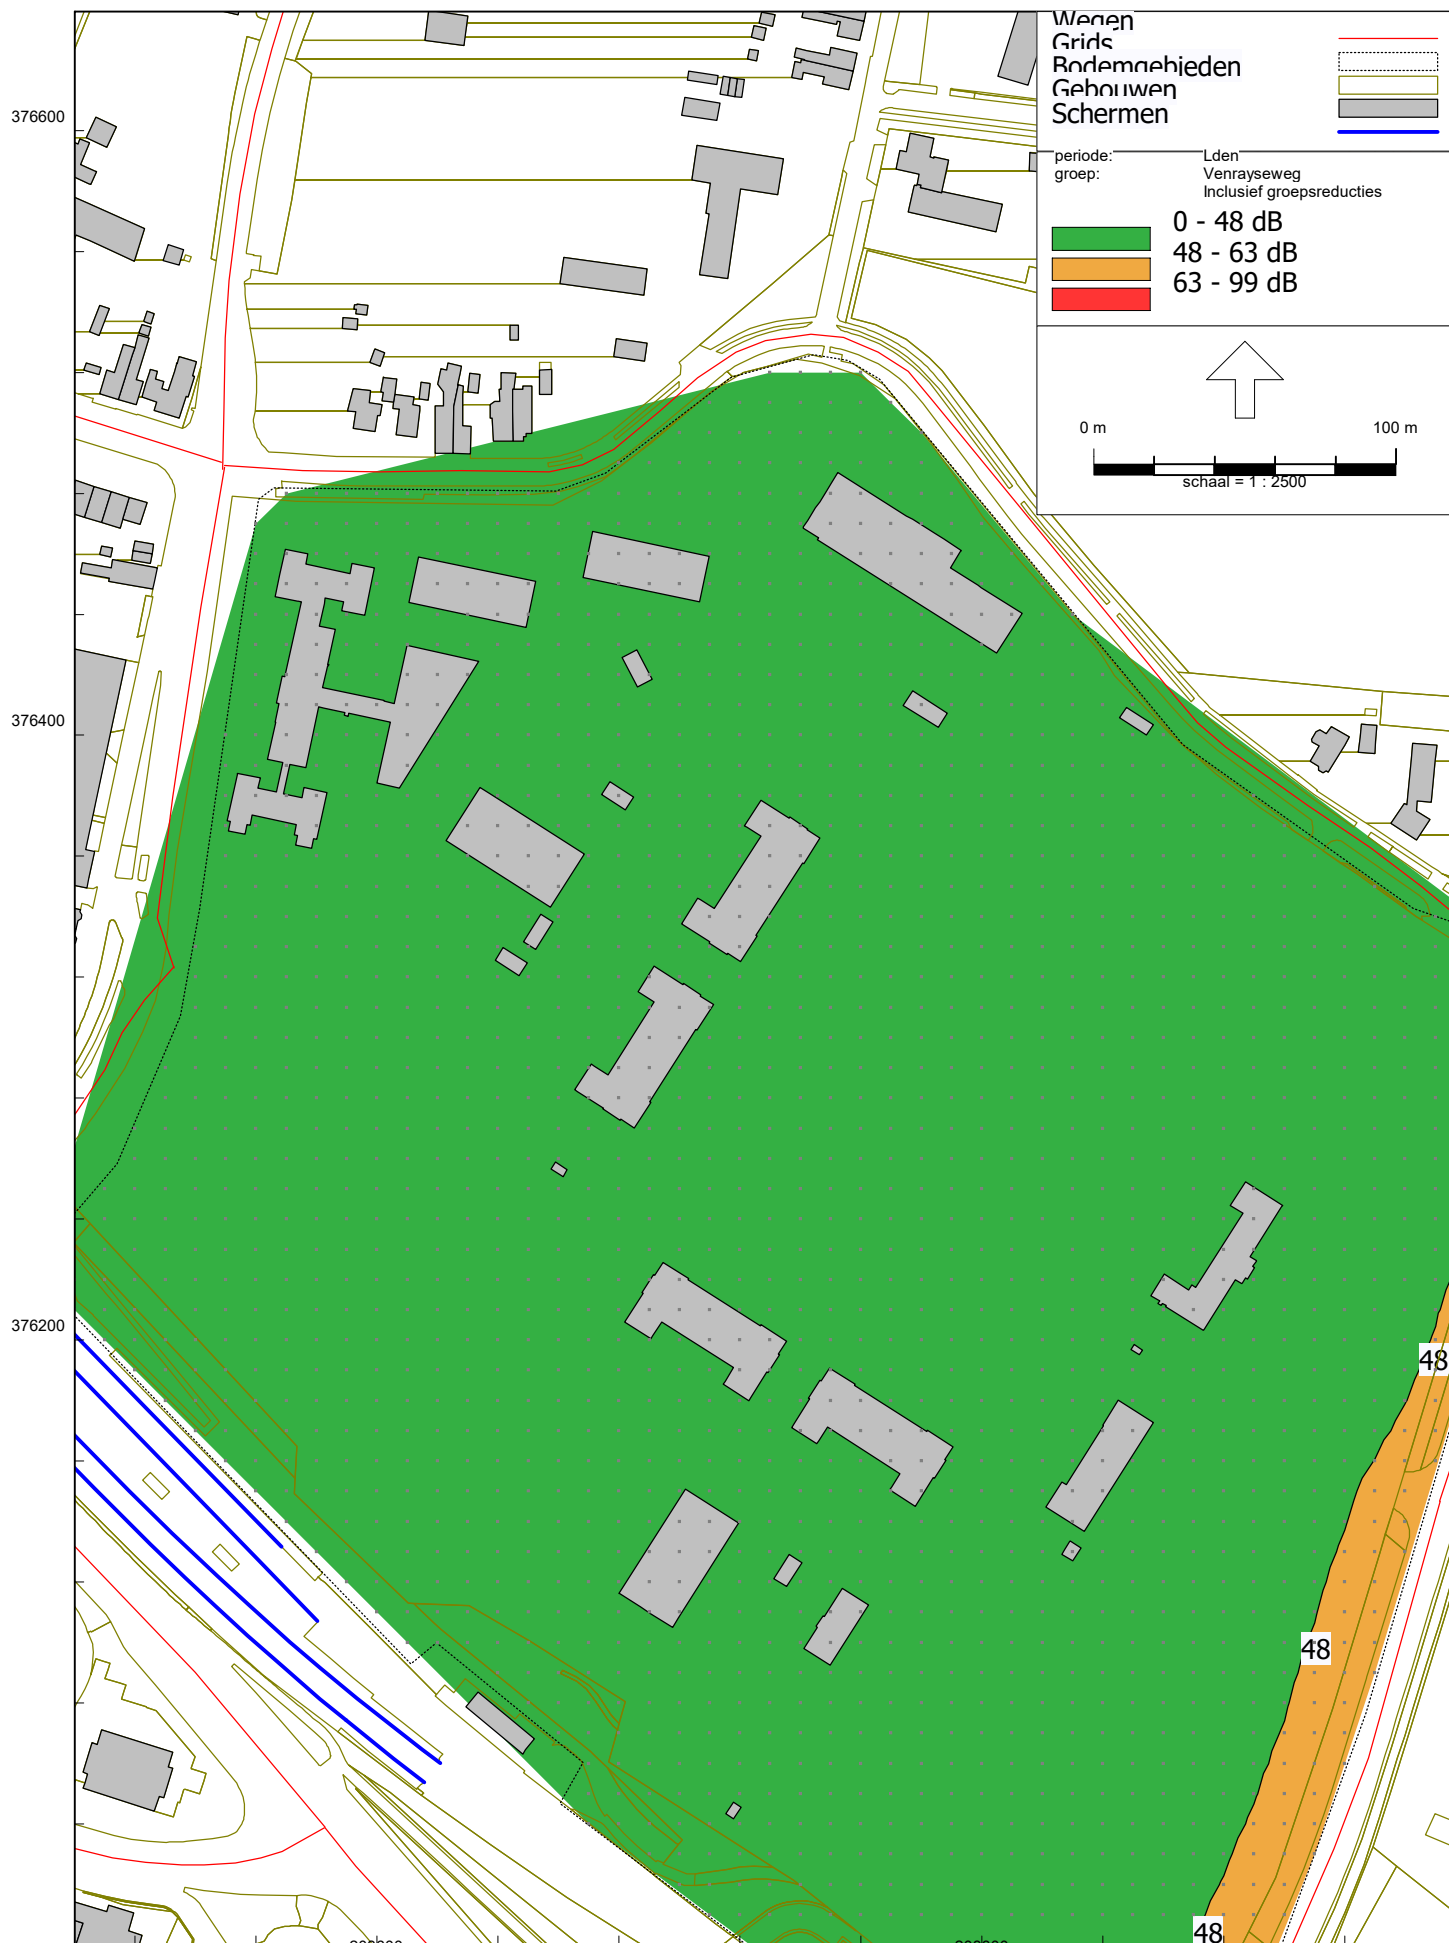 Wegen
Grids
Bodemgebieden
Gebouwen
Schermen
periode: Lden
groep: Venrayseweg
Inclusief groepsreducties
0 - 48 dB
48 - 63 dB
63 - 99 dB
0 m 100 m
schaal = 1 : 2500
376600
376400
376200
48
48
48